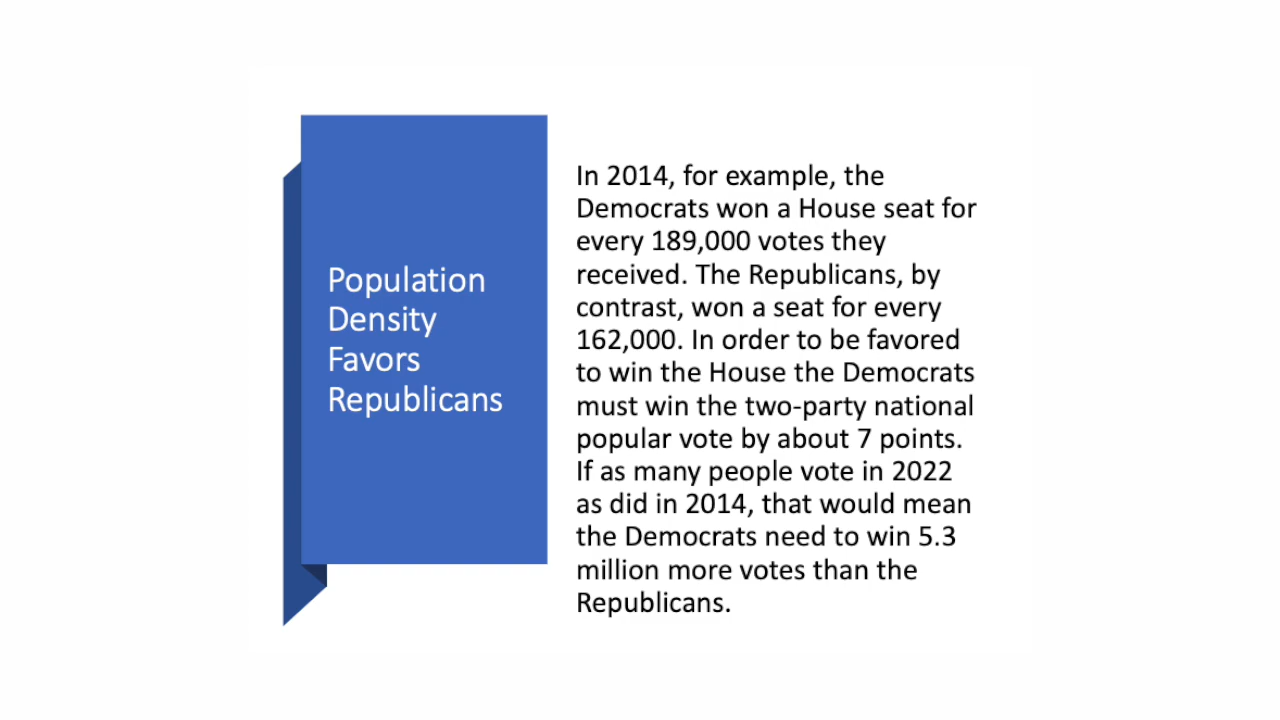 Population
Density
Favors
Republicans
In 2014, for example, the
Democrats won a House seat for
every 189,000 votes they
received. The Republicans, by
contrast, won a seat for every
162,000. In order to be favored
to win the House the Democrats
must win the two-party national
popular vote by about 7 points.
If as many people vote in 2022
as did in 2014, that would mean
the Democrats need to win 5.3
million more votes than the
Republicans.